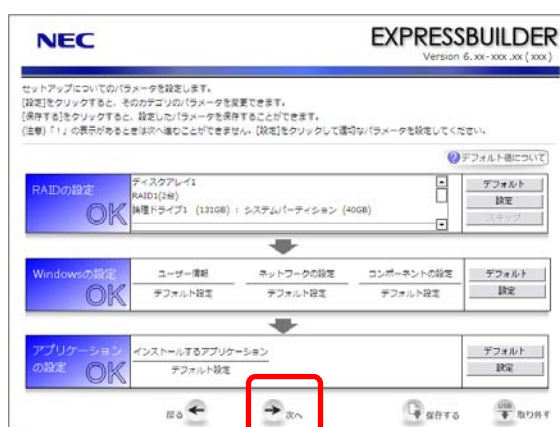 NEC
EXPRESSBUILDER
Version 6.xx-xxx.xx (xxx)
セットアップについてのパラメータを設定します。
[設定]をクリックすると、そのカテゴリのパラメータを変更できます。
[保存する]をクリックすると、設定したパラメータを保存することができます。
(注意)「！」の表示があるときは次へ進むことができません。[設定]をクリックして適切なパラメータを設定してください。
デフォルト値について
RAIDの設定
OK
ディスクアレイ1
RAID1(2台)
論理ドライブ1 (131GB) : システムパーティション (40GB)
デフォルト
設定
スキップ
Windowsの設定
OK
ユーザー情報 ネットワークの設定 コンポーネントの設定
デフォルト設定 デフォルト設定 デフォルト設定
デフォルト
設定
アプリケーション
の設定
OK
インストールするアプリケーション
デフォルト設定
デフォルト
設定
戻る 次へ 保存する USB 取り外す